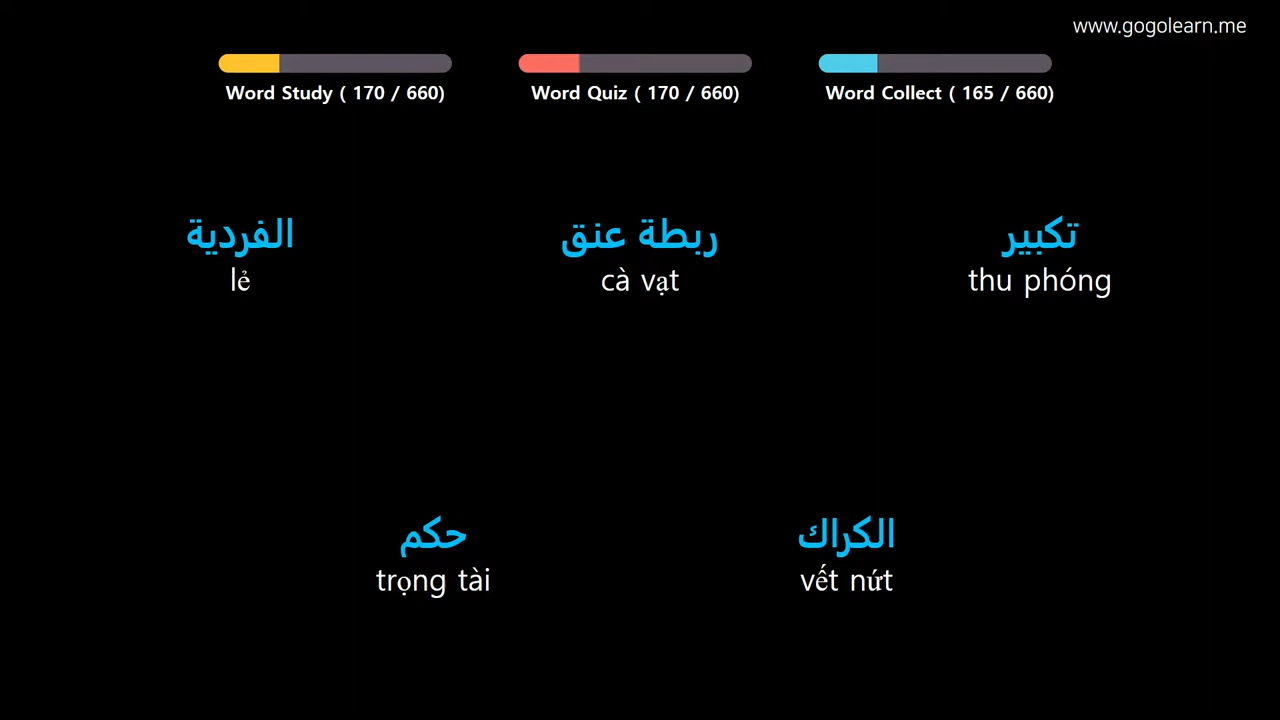 www.gogolearn.me
Word Study ( 170 / 660)
Word Quiz ( 170 / 660)
Word Collect ( 165 / 660)
الفردية
lẻ
ربطة عنق
cà vạt
تكبير
thu phóng
حكم
trọng tài
الكراك
vết nứt